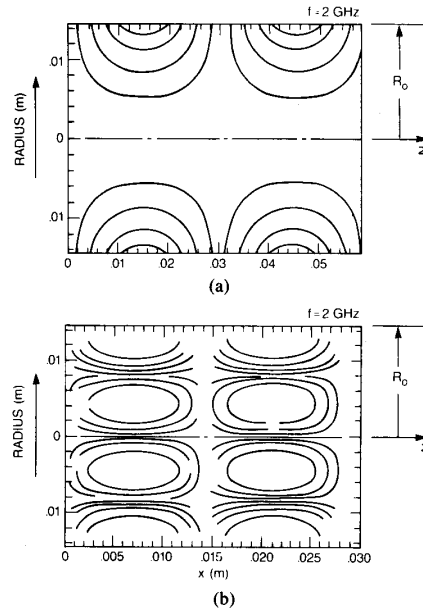 f = 2 GHz
.01
0
.01
RADIUS (m)
R₀
Z
0 .01 .02 .03 .04 .05
(a)
f = 2 GHz
.01
0
.01
RADIUS (m)
R₀
0 .005 .010 .015 .020 .025 .030
x (m)
(b)